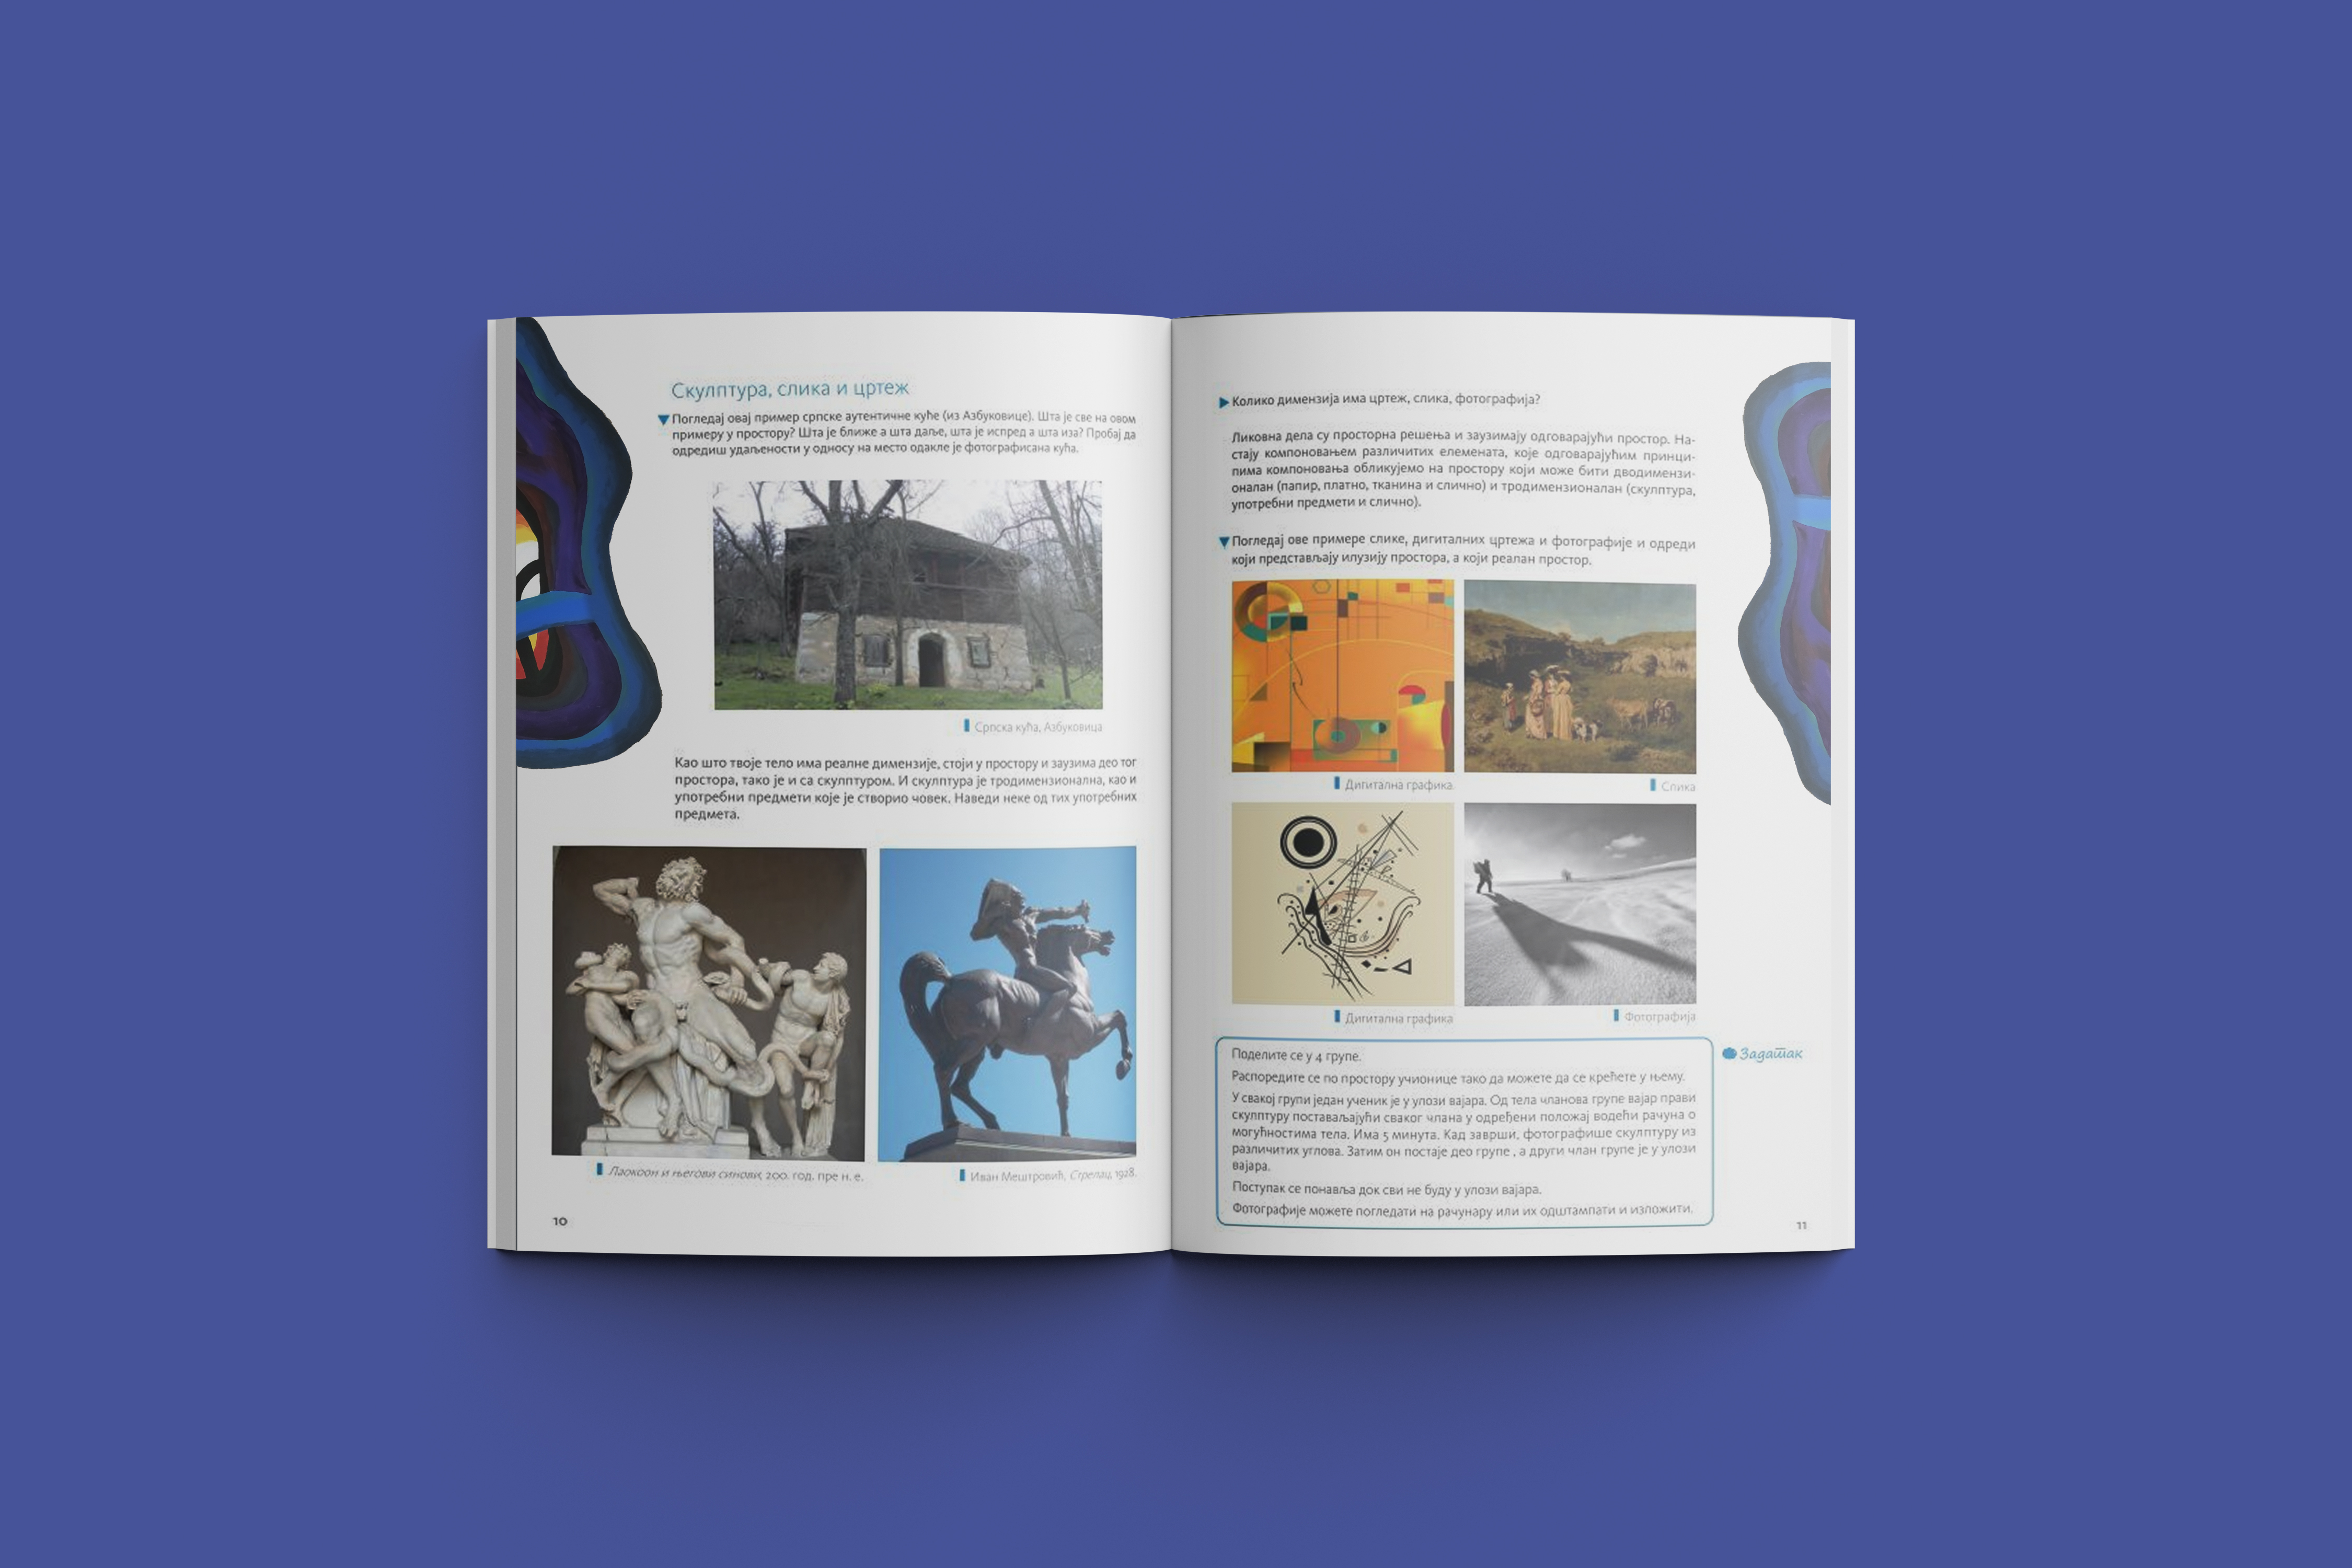 Скулптура, слика и цртеж
Погледај овај пример српске аутентичне куће (из Азбуковице). Шта је све на овом
примеру у простору? Шта је ближе а шта даље, шта је испред а шта иза? Пробај да
одредиш удаљености у односу на место одакле је фотографисана кућа.
Српска кућа, Азбуковица
Као што твоје тело има реалне димензије, стоји у простору и заузима део тог
простора, тако је и са скулптуром. И скулптура је тродимензионална, као и
употребни предмети које је створио човек. Наведи неке од тих употребних
предмета.
Лаокоон и његови синови, 200. год. пре н. е.
Иван Мештровић, Стрелац, 1928.
10
Колико димензија има цртеж, слика, фотографија?
Ликовна дела су просторна решења и заузимају одговарајући простор. На-
стају компоновањем различитих елемената, које одговарајућим принци-
пима компоновања обликујемо на простору који може бити дводимензи-
оналан (папир, платно, тканина и слично) и тродимензионалан (скулптура,
употребни предмети и слично).
Погледај ове примере слике, дигиталних цртежа и фотографије и одреди
који представљају илузију простора, а који реалан простор.
Дигитална графика
Слика
Дигитална графика
Фотографија
Задатак
Поделите се у 4 групе.
Распоредите се по простору учионице тако да можете да се крећете у њему.
У свакој групи један ученик је у улози вајара. Од тела чланова групе вајар прави
скулптуру постављајући сваког члана у одређени положај водећи рачуна о
могућностима тела. Има 5 минута. Кад заврши, фотографише скулптуру из
различитих углова. Затим он постаје део групе , а други члан групе је у улози
вајара.
Поступак се понавља док сви не буду у улози вајара.
Фотографије можете погледати на рачунару или их одштампати и изложити.
11